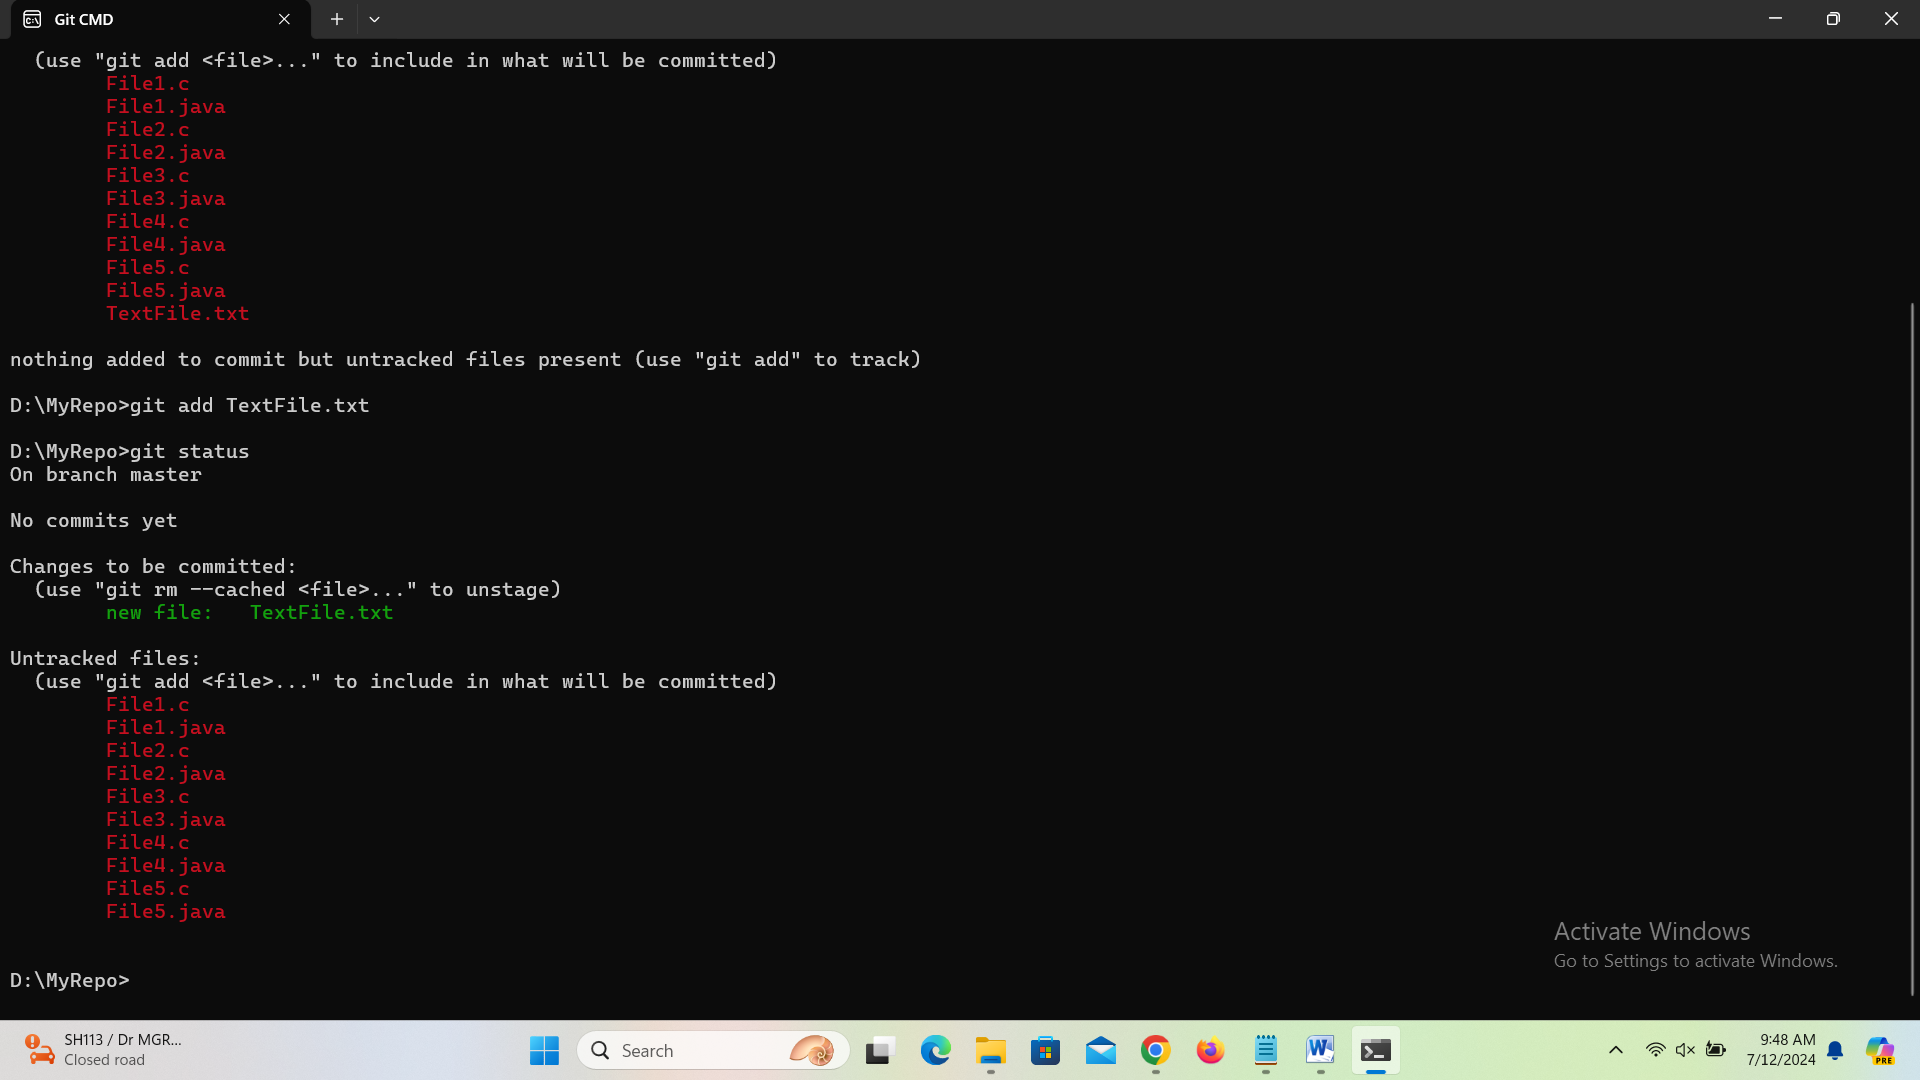 Git CMD
(use "git add <file>..." to include in what will be committed)
File1.c
File1.java
File2.c
File2.java
File3.c
File3.java
File4.c
File4.java
File5.c
File5.java
TextFile.txt
nothing added to commit but untracked files present (use "git add" to track)
D:\MyRepo>git add TextFile.txt
D:\MyRepo>git status
On branch master
No commits yet
Changes to be committed:
(use "git rm --cached <file>..." to unstage)
new file:   TextFile.txt
Untracked files:
(use "git add <file>..." to include in what will be committed)
File1.c
File1.java
File2.c
File2.java
File3.c
File3.java
File4.c
File4.java
File5.c
File5.java
D:\MyRepo>
Activate Windows
Go to Settings to activate Windows.
SH113 / Dr MGR...
Closed road
Search
9:48 AM
7/12/2024
PRE